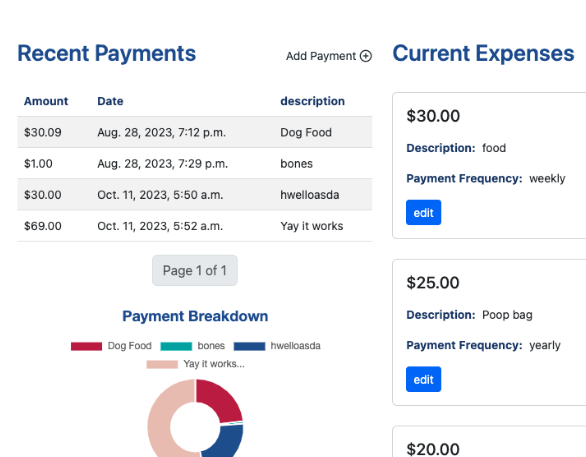 Recent Payments
Add Payment
Amount Date description
$30.09 Aug. 28, 2023, 7:12 p.m. Dog Food
$1.00 Aug. 28, 2023, 7:29 p.m. bones
$30.00 Oct. 11, 2023, 5:50 a.m. hwelloasda
$69.00 Oct. 11, 2023, 5:52 a.m. Yay it works
Page 1 of 1
Payment Breakdown
Dog Food bones hwelloasda
Yay it works...
Current Expenses
$30.00
Description: food
Payment Frequency: weekly
edit
$25.00
Description: Poop bag
Payment Frequency: yearly
edit
$20.00